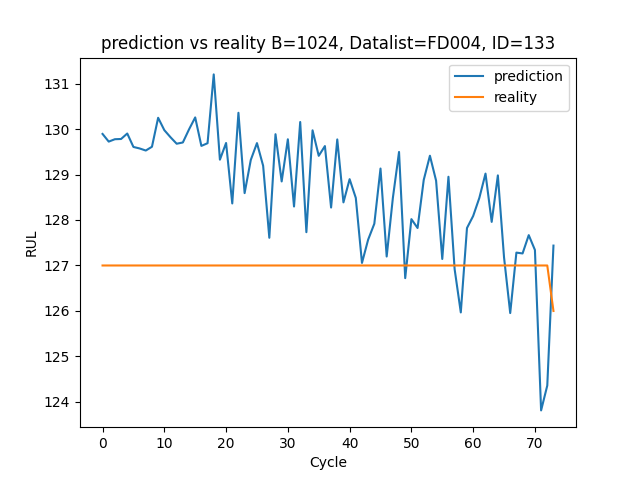 prediction vs reality B=1024, Datalist=FD004, ID=133
prediction
reality
131
130
129
128
127
126
125
124
RUL
0 10 20 30 40 50 60 70
Cycle